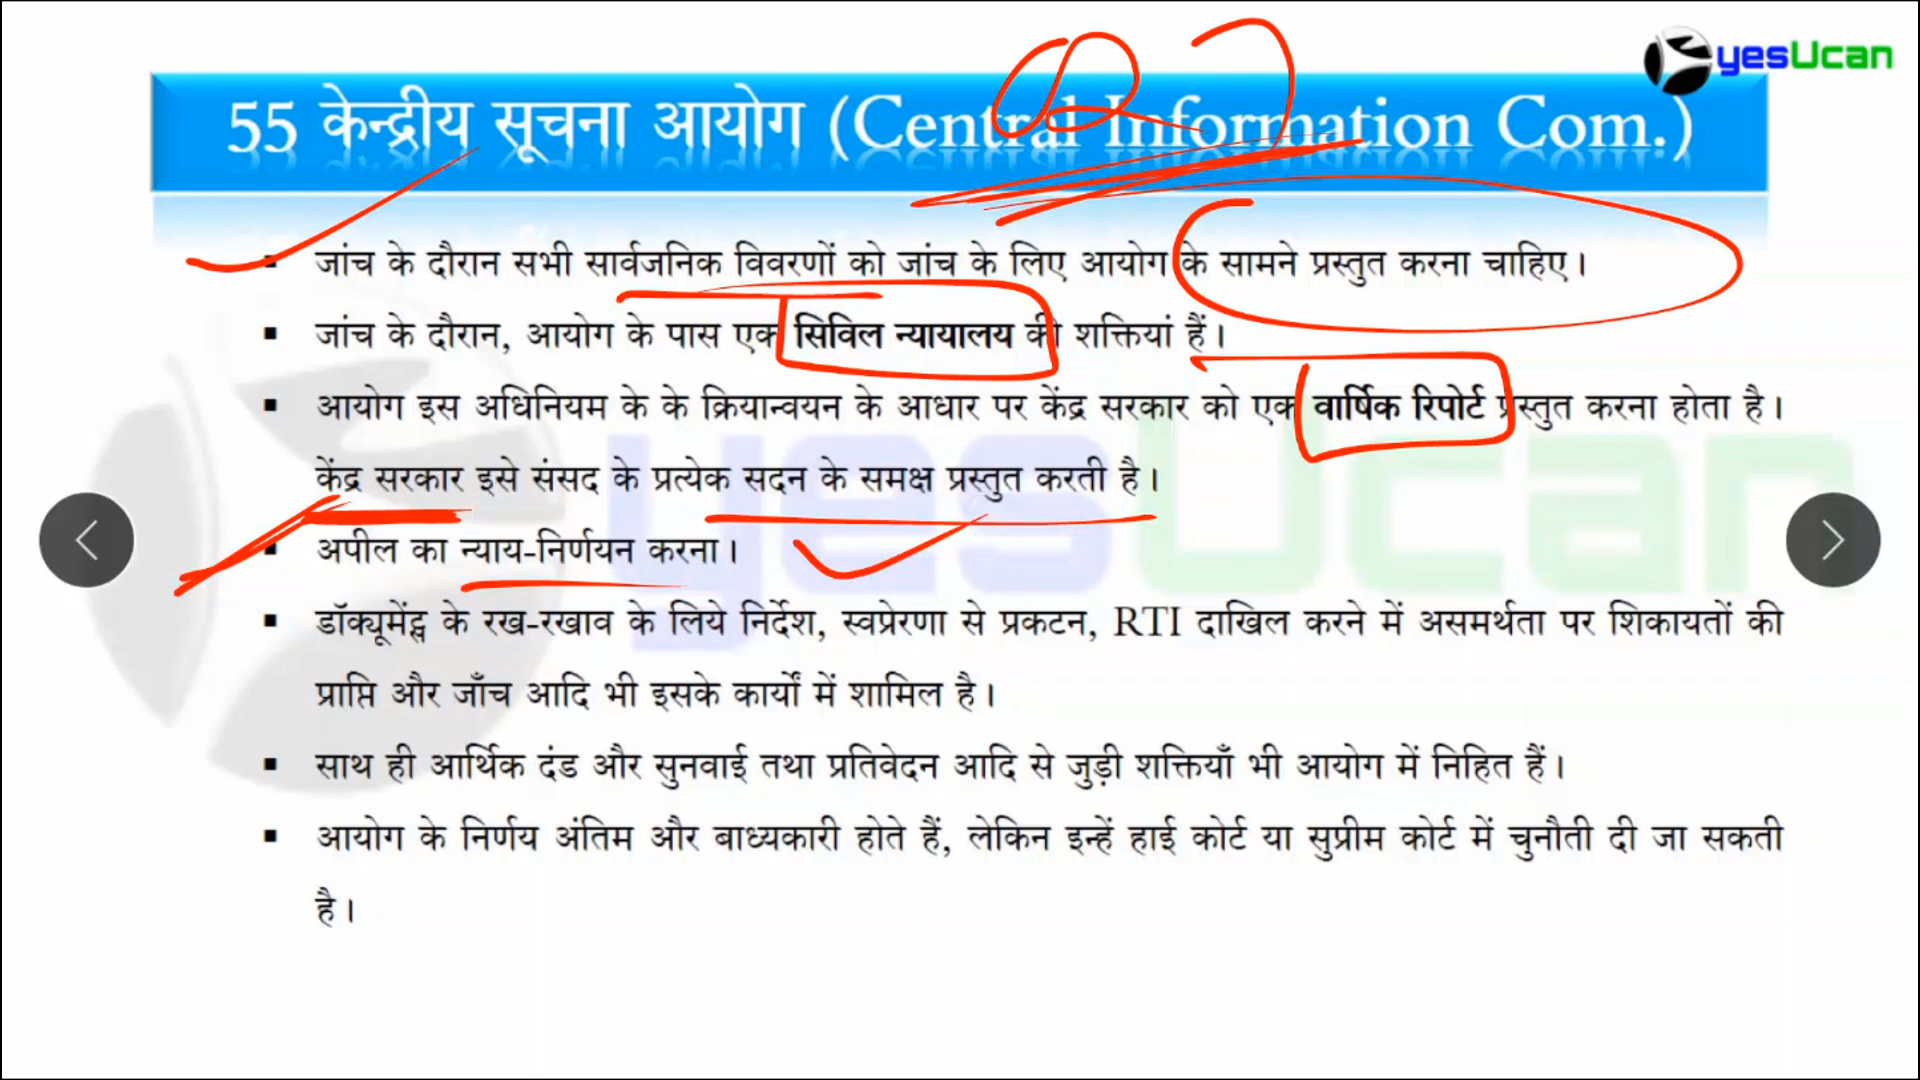 yesUcan
55 केन्द्रीय सूचना आयोग (Central Information Com.)
▪ जांच के दौरान सभी सार्वजनिक विवरणों को जांच के लिए आयोग के सामने प्रस्तुत करना चाहिए।
▪ जांच के दौरान, आयोग के पास एक सिविल न्यायालय की शक्तियां हैं।
▪ आयोग इस अधिनियम के के क्रियान्वयन के आधार पर केंद्र सरकार को एक वार्षिक रिपोर्ट प्रस्तुत करना होता है।
केंद्र सरकार इसे संसद के प्रत्येक सदन के समक्ष प्रस्तुत करती है।
▪ अपील का न्याय-निर्णयन करना।
▪ डॉक्यूमेंट्स के रख-रखाव के लिये निर्देश, स्वप्रेरणा से प्रकटन, RTI दाखिल करने में असमर्थता पर शिकायतों की
प्राप्ति और जाँच आदि भी इसके कार्यों में शामिल है।
▪ साथ ही आर्थिक दंड और सुनवाई तथा प्रतिवेदन आदि से जुड़ी शक्तियाँ भी आयोग में निहित हैं।
▪ आयोग के निर्णय अंतिम और बाध्यकारी होते हैं, लेकिन इन्हें हाई कोर्ट या सुप्रीम कोर्ट में चुनौती दी जा सकती
है।